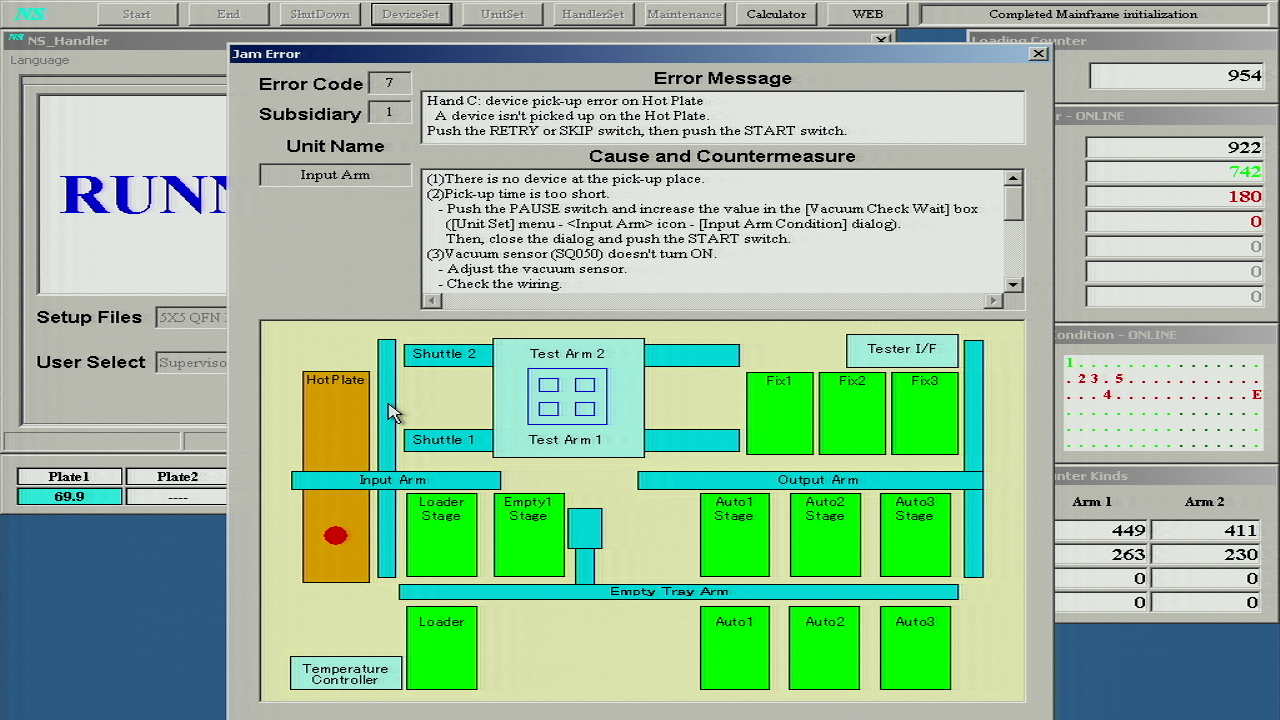 NS
Start
End
ShutDown
DeviceSet
UnitSet
HandlerSet
Maintenance
Calculator
WEB
Completed Mainframe initialization
NS NS_Handler
Language
Loading Counter
954
Jam Error
Error Code 7
Subsidiary 1
Unit Name
Input Arm
Error Message
Hand C: device pick-up error on Hot Plate
A device isn't picked up on the Hot Plate.
Push the RETRY or SKIP switch, then push the START switch.
Cause and Countermeasure
(1)There is no device at the pick-up place.
(2)Pick-up time is too short.
- Push the PAUSE switch and increase the value in the [Vacuum Check Wait] box
([Unit Set] menu - <Input Arm> icon - [Input Arm Condition] dialog).
Then, close the dialog and push the START switch.
(3)Vacuum sensor (SQ050) doesn't turn ON.
- Adjust the vacuum sensor.
- Check the wiring.
RUNN
Setup Files 5X5 QFN
User Select Superviso
r - ONLINE
922
742
180
0
0
0
0
ondition - ONLINE
1
23.5
4 E
Plate1 Plate2
69.9 ----
unter Kinds
Arm 1 Arm 2
449 411
263 230
0 0
0 0
Shuttle 2
Test Arm 2
Tester I/F
HotPlate
Fix1
Fix2
Fix3
Shuttle 1
Test Arm 1
Input Arm
Output Arm
Loader
Stage
Empty1
Stage
Auto1
Stage
Auto2
Stage
Auto3
Stage
Empty Tray Arm
Loader
Auto1
Auto2
Auto3
Temperature
Controller